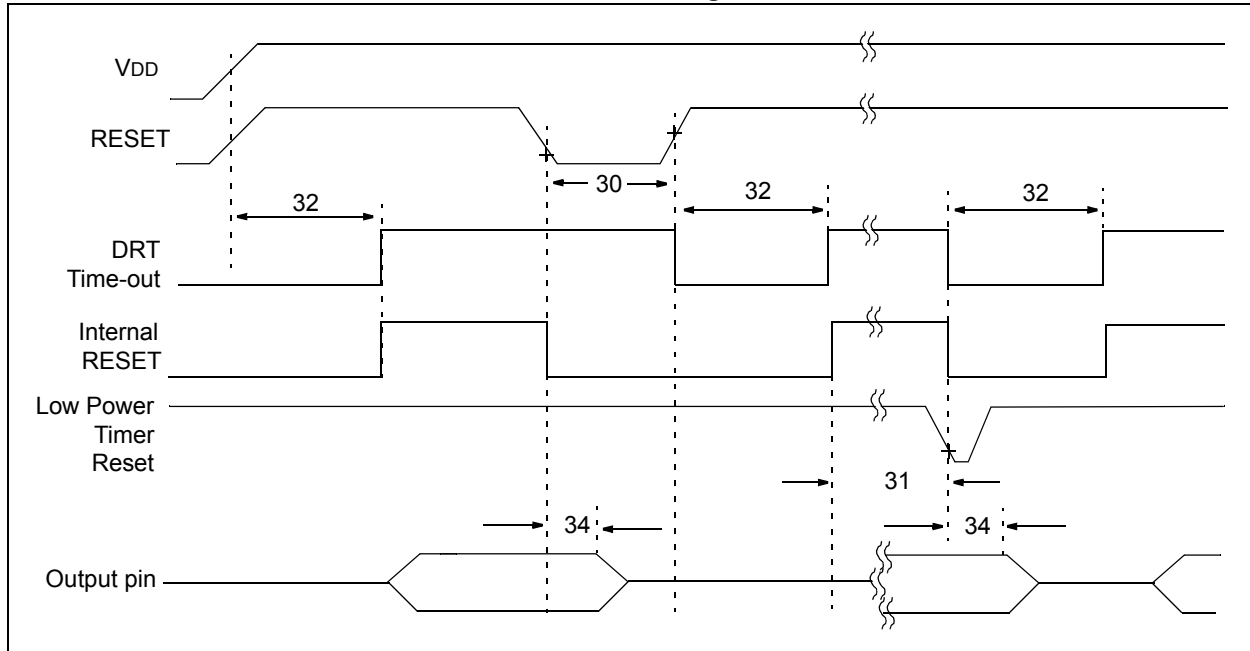 VDD
RESET
30
32
32
32
DRT
Time-out
Internal
RESET
Low Power
Timer
Reset
31
34
34
Output pin